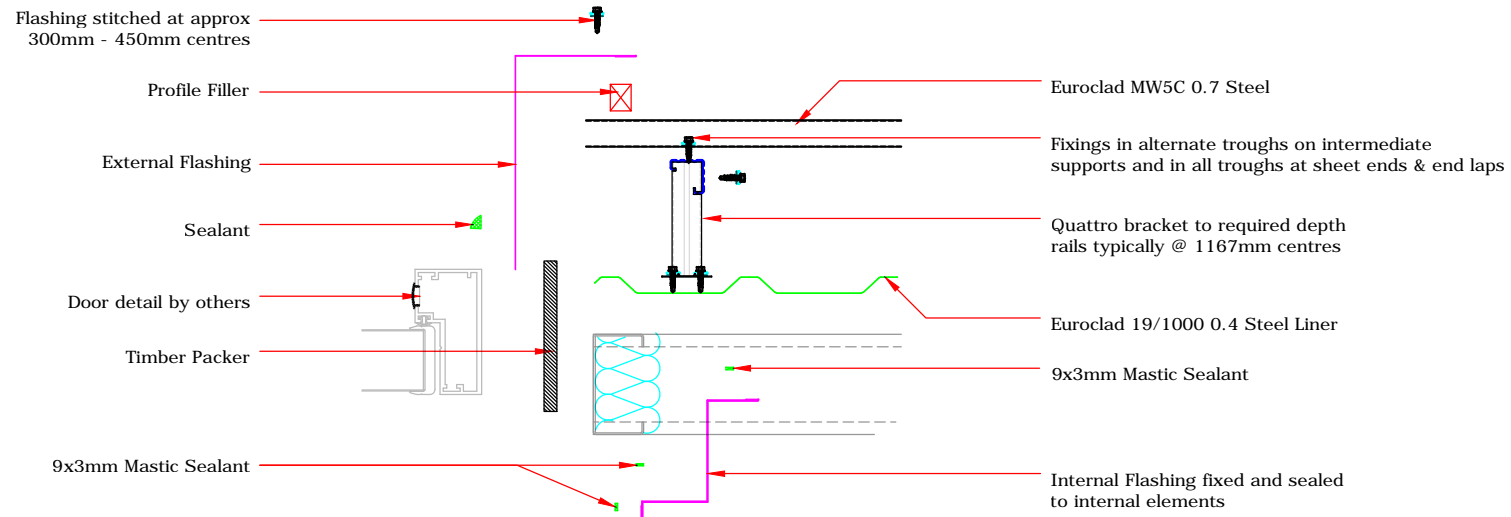 Flashing stitched at approx
300mm - 450mm centres
Profile Filler
External Flashing
Sealant
Door detail by others
Timber Packer
9x3mm Mastic Sealant
Euroclad MW5C 0.7 Steel
Fixings in alternate troughs on intermediate
supports and in all troughs at sheet ends & end laps
Quattro bracket to required depth
rails typically @ 1167mm centres
Euroclad 19/1000 0.4 Steel Liner
9x3mm Mastic Sealant
Internal Flashing fixed and sealed
to internal elements